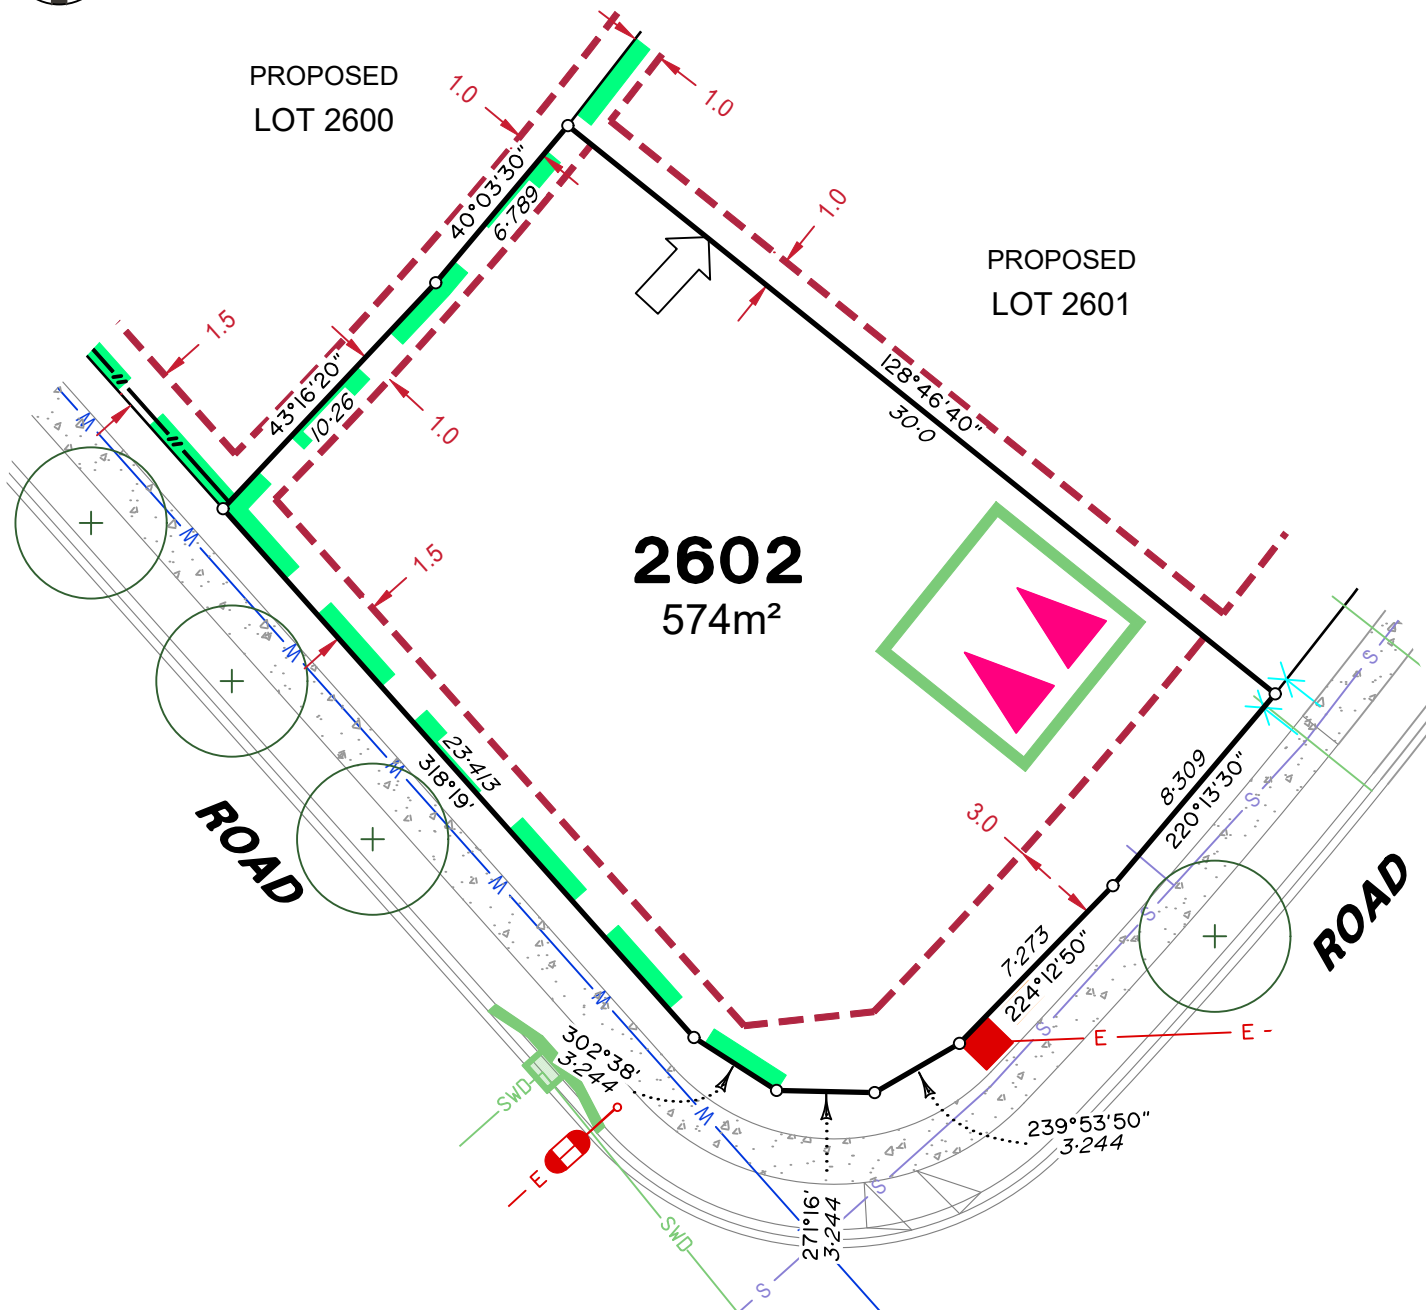 PROPOSED
LOT 2600
1.0
1.0
40°03'30"
6·789
1.0
PROPOSED
LOT 2601
1.5
43°16'20"
10·26
1.0
128°46'40"
30·0
W
W
W
W
W
W
W
1.5
2602
574m²
S
S
S
S
S
S
23·413
318°19'
3.0
8·309
220°13'30"
ROAD
ROAD
7·273
224°12'50"
302°38'
3·244
E
E
SWD
239°53'50"
3·244
E
271°16'
3·244
SWD